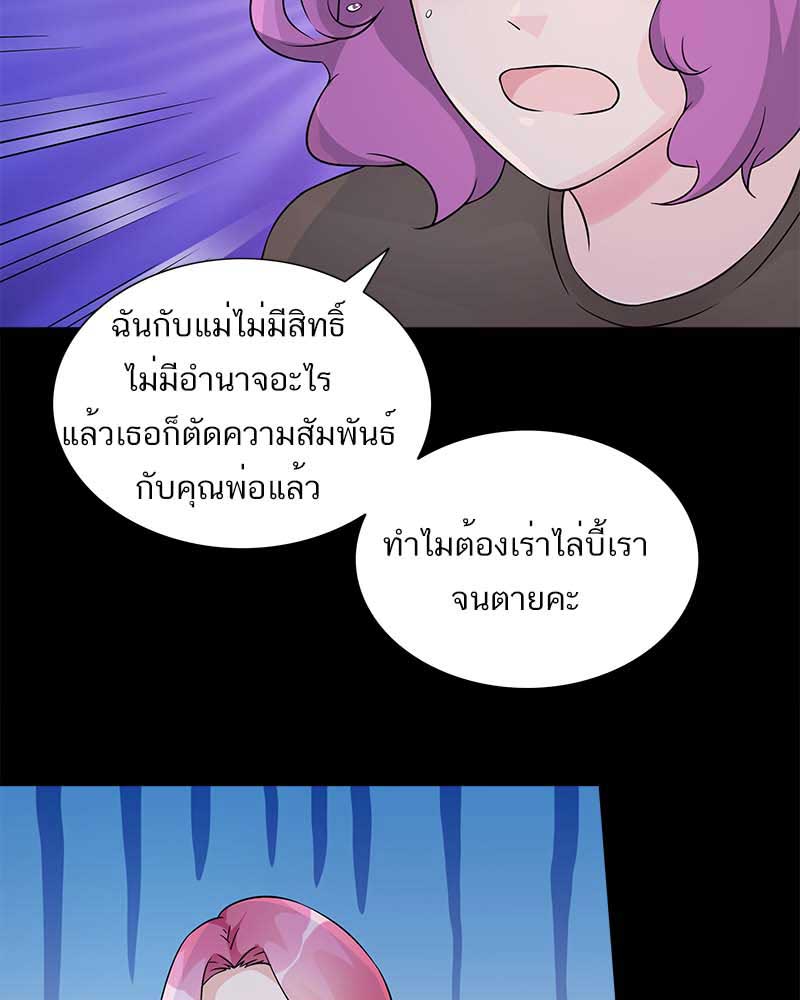 ฉันกับแม่ไม่มีสิทธิ์
ไม่มีอำนาจอะไร
แล้วเธอก็ตัดความสัมพันธ์
กับคุณพ่อแล้ว
ทำไมต้องเร่าไล่บี้เรา
จนตายคะ